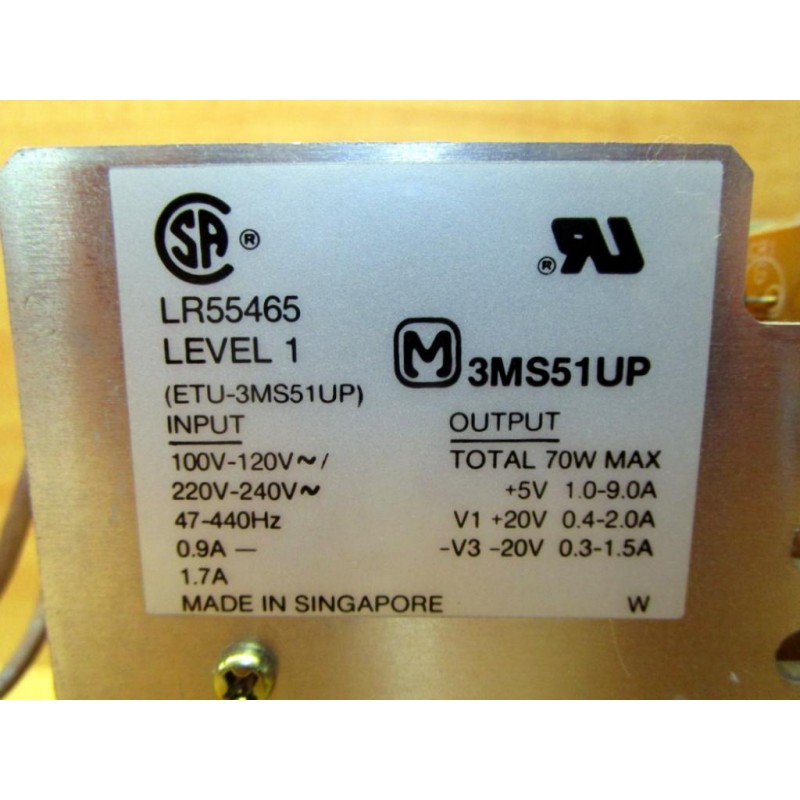 SA ®
® RU
LR55465
LEVEL 1
M 3MS51UP
(ETU-3MS51UP)
INPUT
100V-120V~/
220V-240V~
47-440Hz
0.9A —
1.7A
OUTPUT
TOTAL 70W MAX
+5V 1.0-9.0A
V1 +20V 0.4-2.0A
-V3 -20V 0.3-1.5A
MADE IN SINGAPORE W